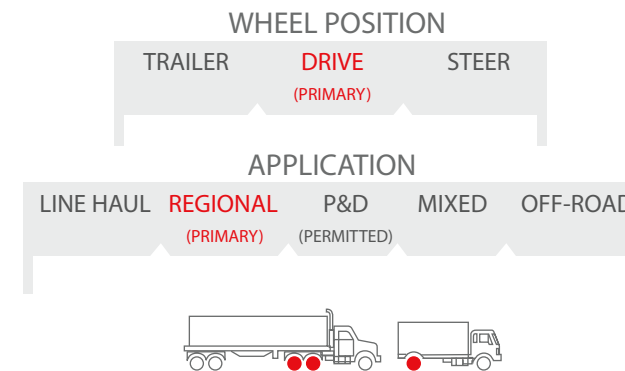 WHEEL POSITION
TRAILER DRIVE STEER
(PRIMARY)
APPLICATION
LINE HAUL REGIONAL P&D MIXED OFF-ROAD
(PRIMARY) (PERMITTED)